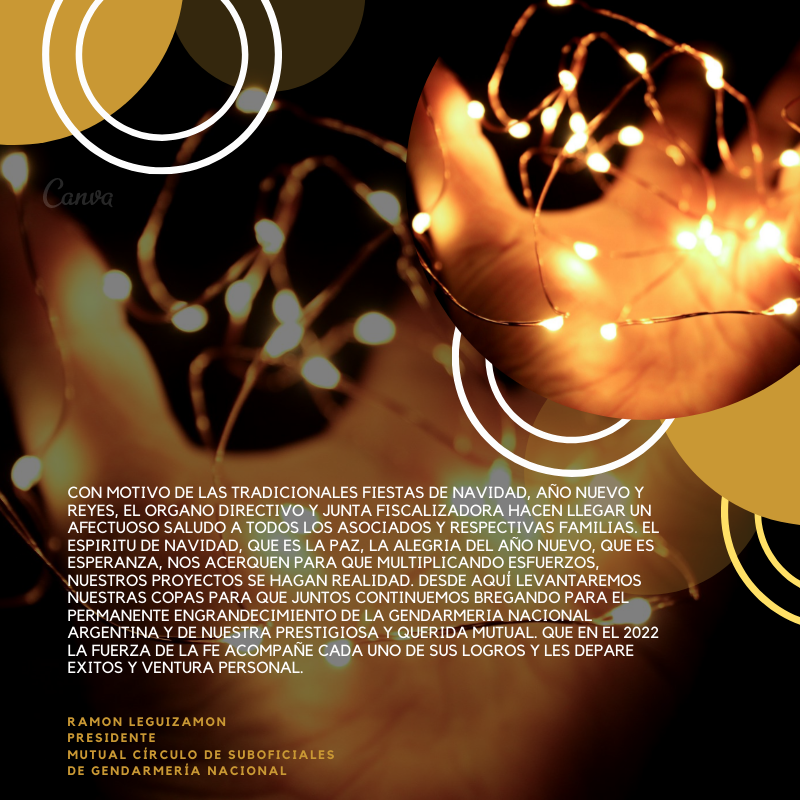 Canva
CON MOTIVO DE LAS TRADICIONALES FIESTAS DE NAVIDAD, AÑO NUEVO Y
REYES, EL ORGANO DIRECTIVO Y JUNTA FISCALIZADORA HACEN LLEGAR UN
AFECTUOSO SALUDO A TODOS LOS ASOCIADOS Y RESPECTIVAS FAMILIAS. EL
ESPIRITU DE NAVIDAD, QUE ES LA PAZ, LA ALEGRIA DEL AÑO NUEVO, QUE ES
ESPERANZA, NOS ACERQUEN PARA QUE MULTIPLICANDO ESFUERZOS,
NUESTROS PROYECTOS SE HAGAN REALIDAD. DESDE AQUÍ LEVANTAREMOS
NUESTRAS COPAS PARA QUE JUNTOS CONTINUEMOS BREGANDO PARA EL
PERMANENTE ENGRANDECIMIENTO DE LA GENDARMERIA NACIONAL
ARGENTINA Y DE NUESTRA PRESTIGIOSA Y QUERIDA MUTUAL. QUE EN EL 2022
LA FUERZA DE LA FE ACOMPAÑE CADA UNO DE SUS LOGROS Y LES DEPARE
EXITOS Y VENTURA PERSONAL.
RAMON LEGUIZAMON
PRESIDENTE
MUTUAL CÍRCULO DE SUBOFICIALES
DE GENDARMERÍA NACIONAL